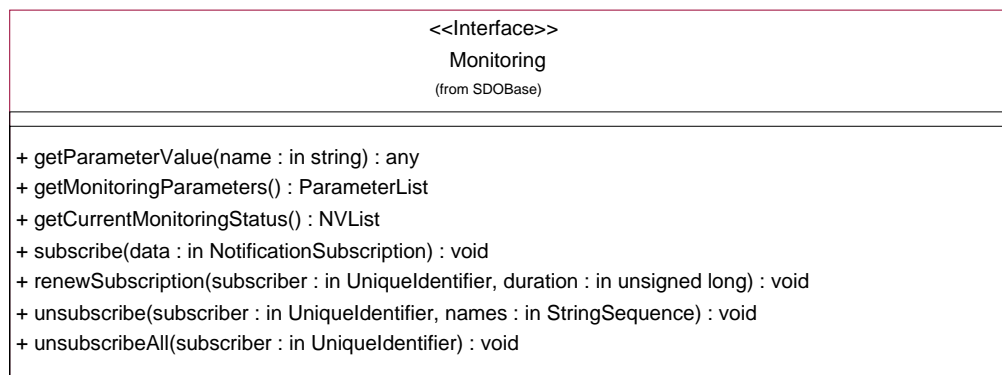 <<Interface>>
Monitoring
(from SDOBase)
+ getParameterValue(name : in string) : any
+ getMonitoringParameters() : ParameterList
+ getCurrentMonitoringStatus() : NVList
+ subscribe(data : in NotificationSubscription) : void
+ renewSubscription(subscriber : in UniqueIdentifier, duration : in unsigned long) : void
+ unsubscribe(subscriber : in UniqueIdentifier, names : in StringSequence) : void
+ unsubscribeAll(subscriber : in UniqueIdentifier) : void